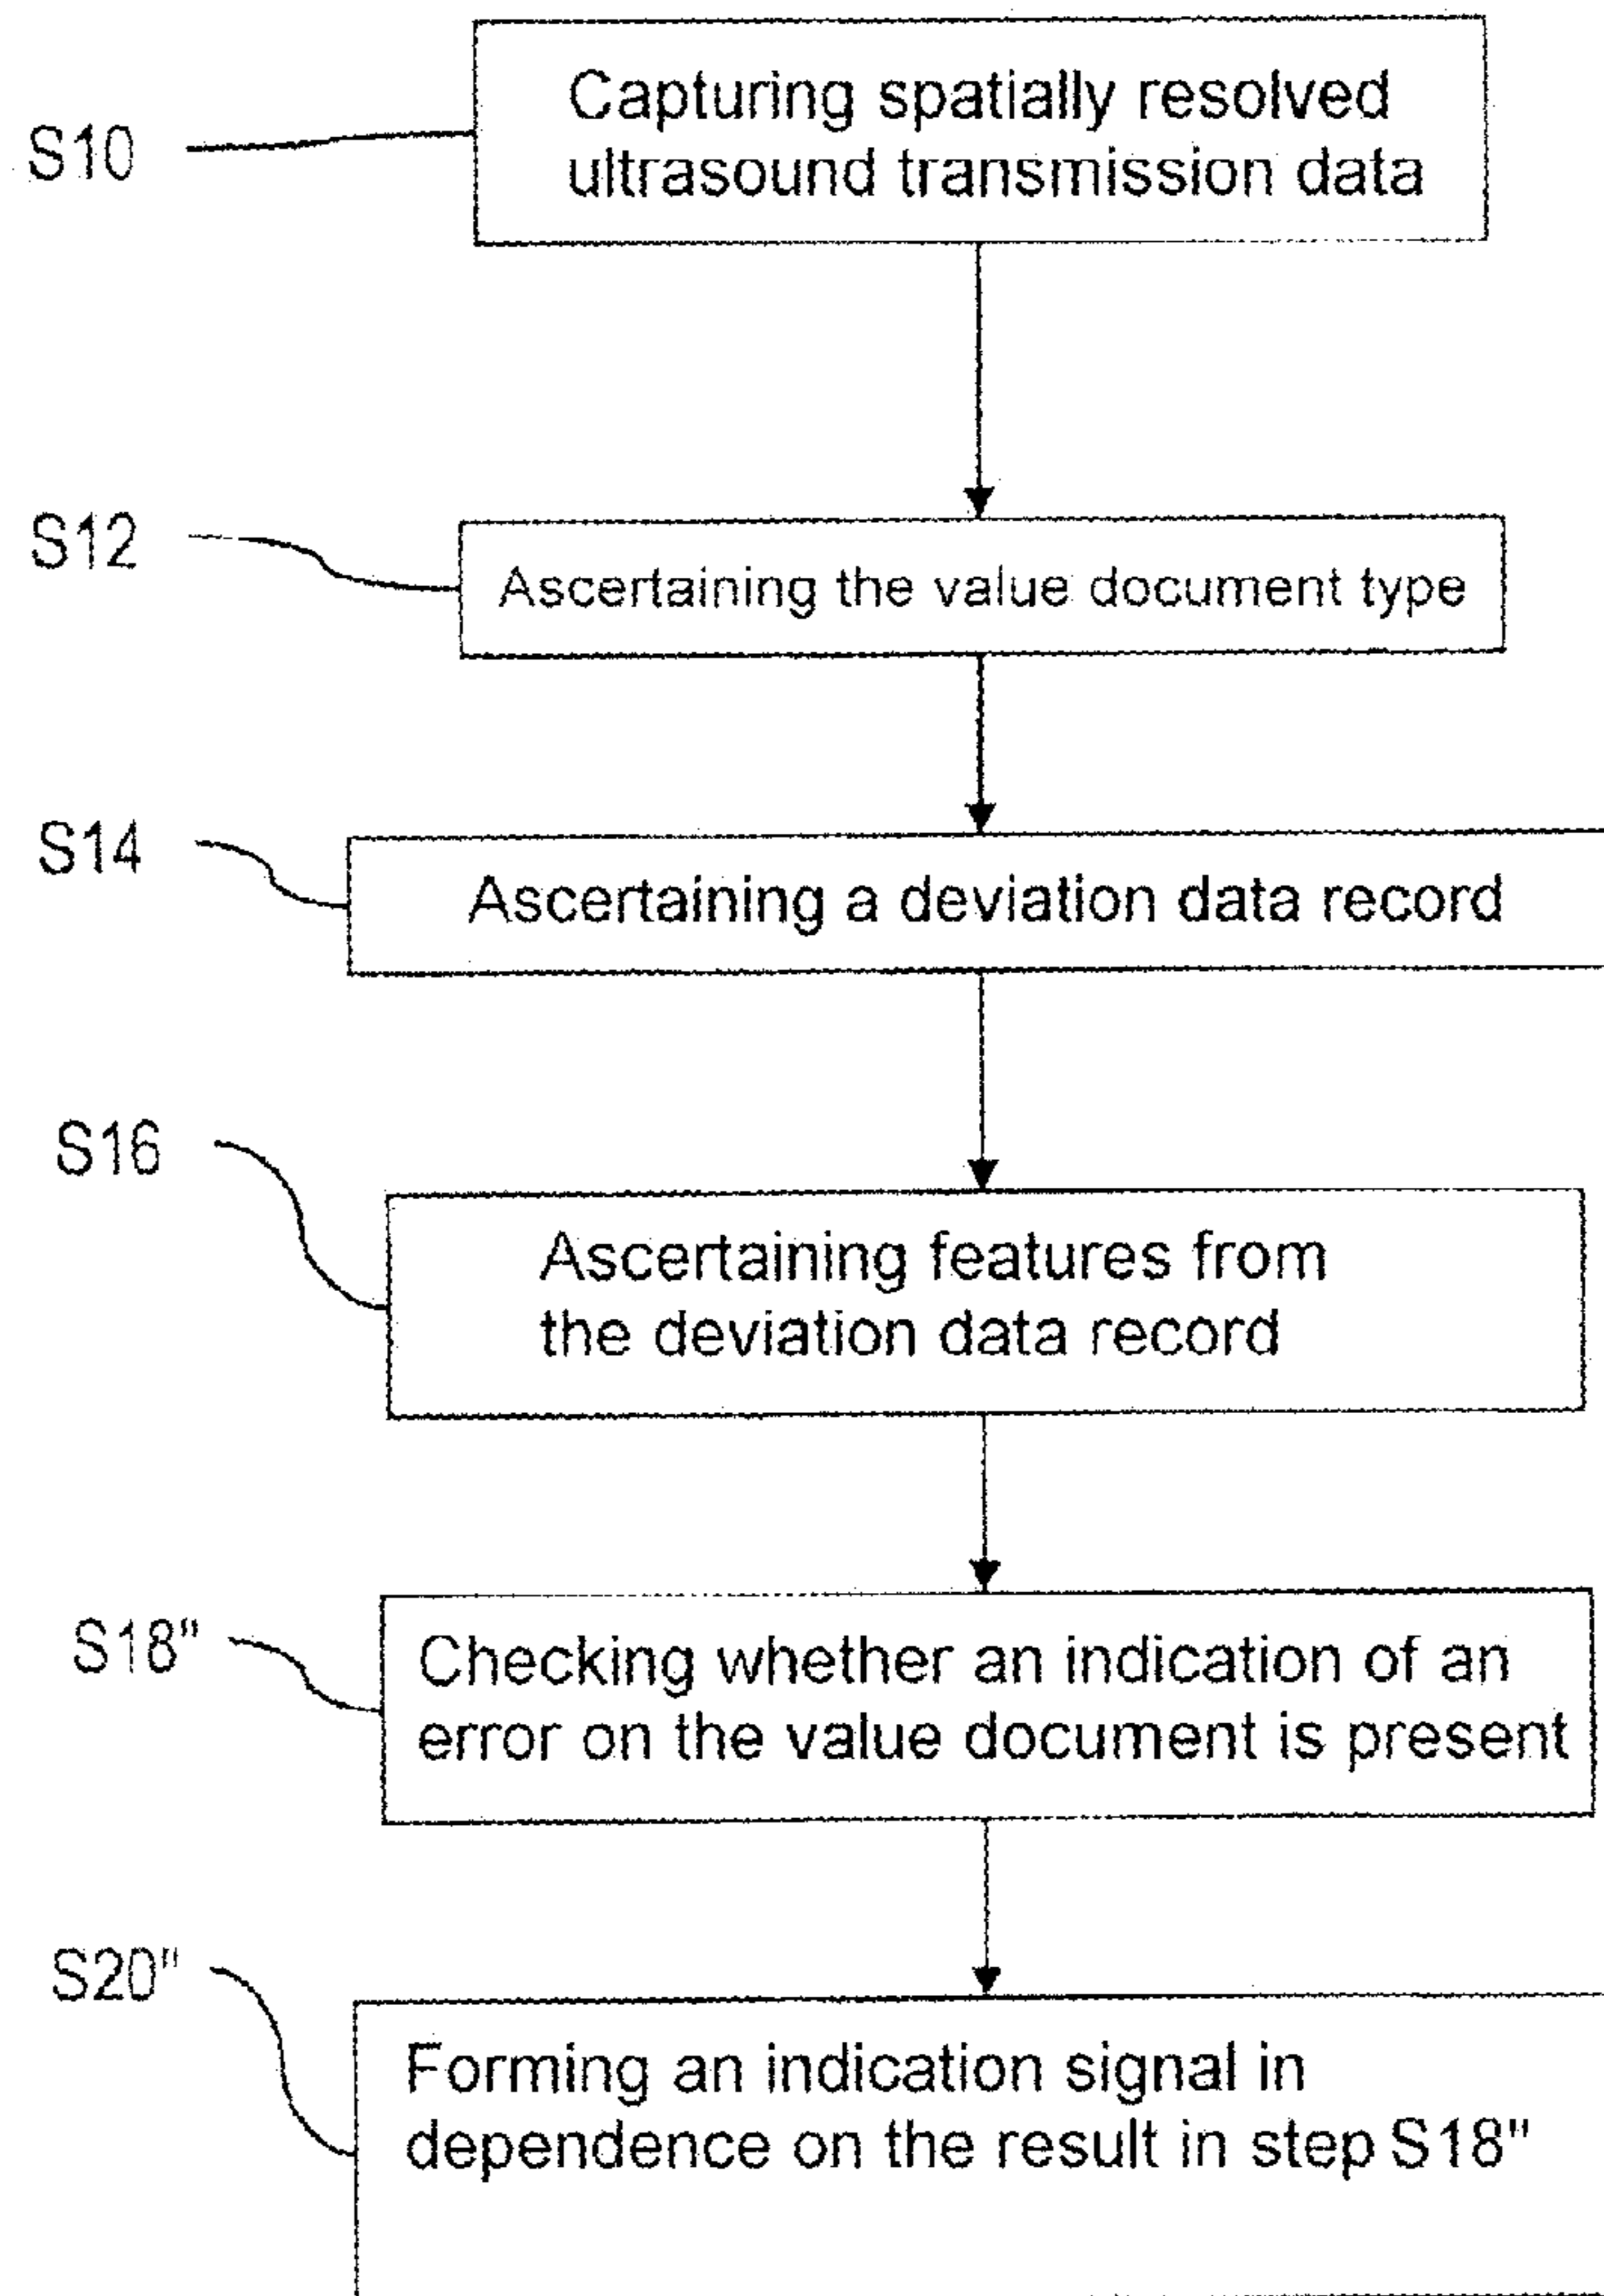 S10
Capturing spatially resolved
ultrasound transmission data
S12
Ascertaining the value document type
S14
Ascertaining a deviation data record
S16
Ascertaining features from
the deviation data record
S18"
Checking whether an indication of an
error on the value document is present
S20"
Forming an indication signal in
dependence on the result in step S18"